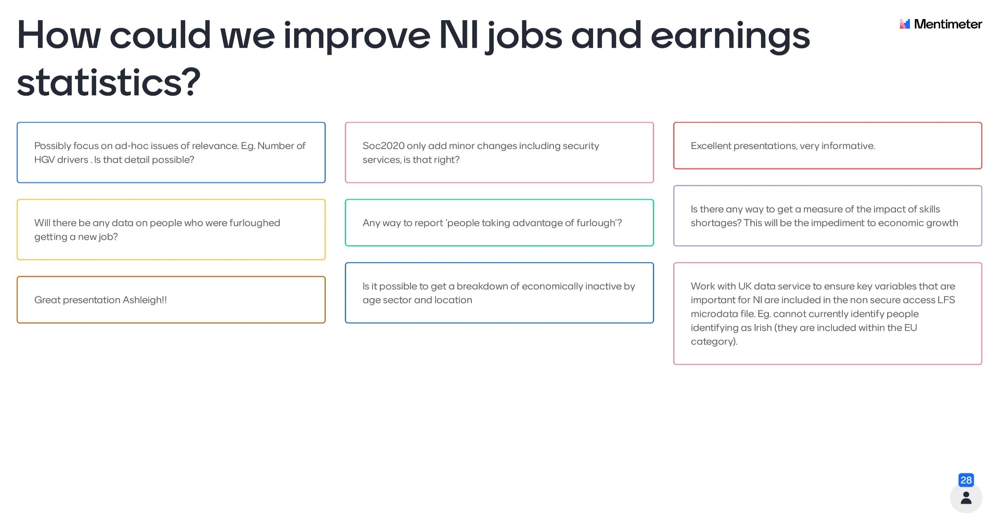 How could we improve NI jobs and earnings
statistics?
Mentimeter
Possibly focus on ad-hoc issues of relevance. E.g. Number of
HGV drivers . Is that detail possible?
Will there be any data on people who were furloughed
getting a new job?
Great presentation Ashleigh!!
Soc2020 only add minor changes including security
services, is that right?
Any way to report 'people taking advantage of furlough'?
Is it possible to get a breakdown of economically inactive by
age sector and location
Excellent presentations, very informative.
Is there any way to get a measure of the impact of skills
shortages? This will be the impediment to economic growth
Work with UK data service to ensure key variables that are
important for NI are included in the non secure access LFS
microdata file. Eg. cannot currently identify people
identifying as Irish (they are included within the EU
category).
28